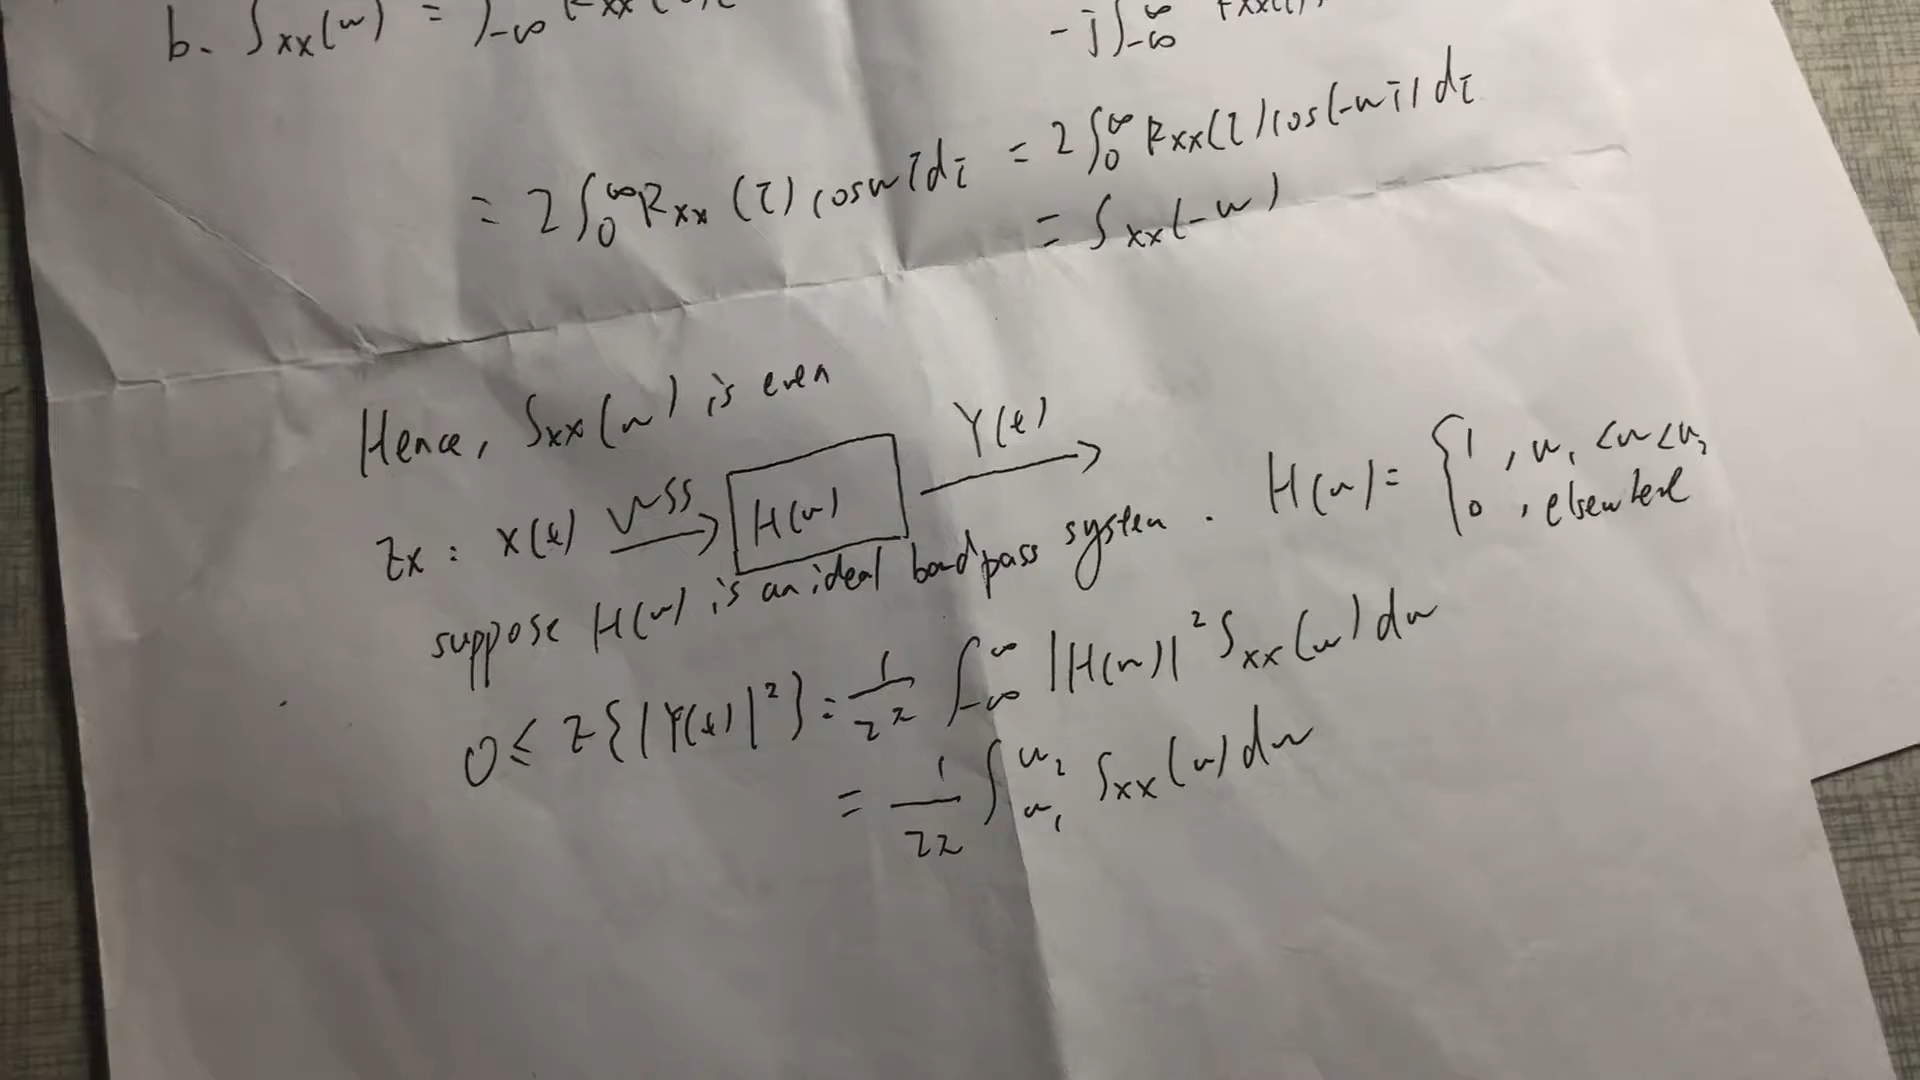 b. Sxx(w) = ∫-∞ Rxx -j∫-∞^∞
= 2∫0^∞ Rxx(τ) cos wτ dτ = 2∫0^∞ Rxx(τ) cos(-wτ) dτ
= Sxx(-w)
Hence, Sxx(w) is even
Ex: X(t) WSS → H(w) → Y(t)
suppose H(w) is an ideal bandpass system. H(w) = { 1, w1 < w < w2
0, elsewhere
0 ≤ E{|Y(t)|²} = 1/2π ∫-∞^∞ |H(w)|² Sxx(w) dw
= 1/2π ∫w1^w2 Sxx(w) dw